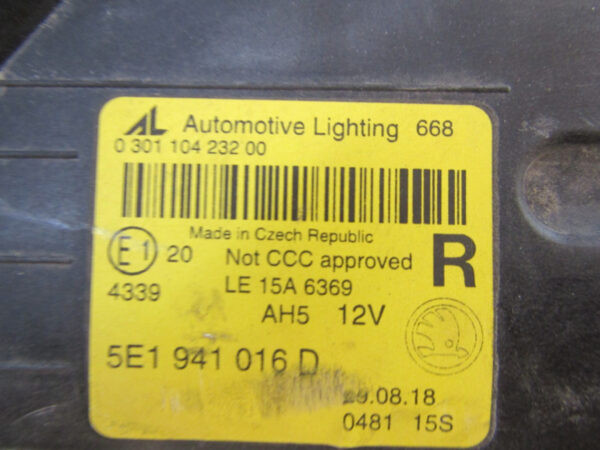 AL Automotive Lighting 668
0 301 104 232 00
Made in Czech Republic
E1 20 Not CCC approved R
4339 LE 15A 6369
AH5 12V
5E1 941 016 D
.08.18
0481 15S